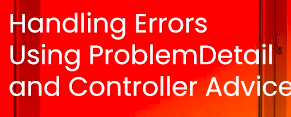 Handling Errors
Using ProblemDetail
and Controller Advice